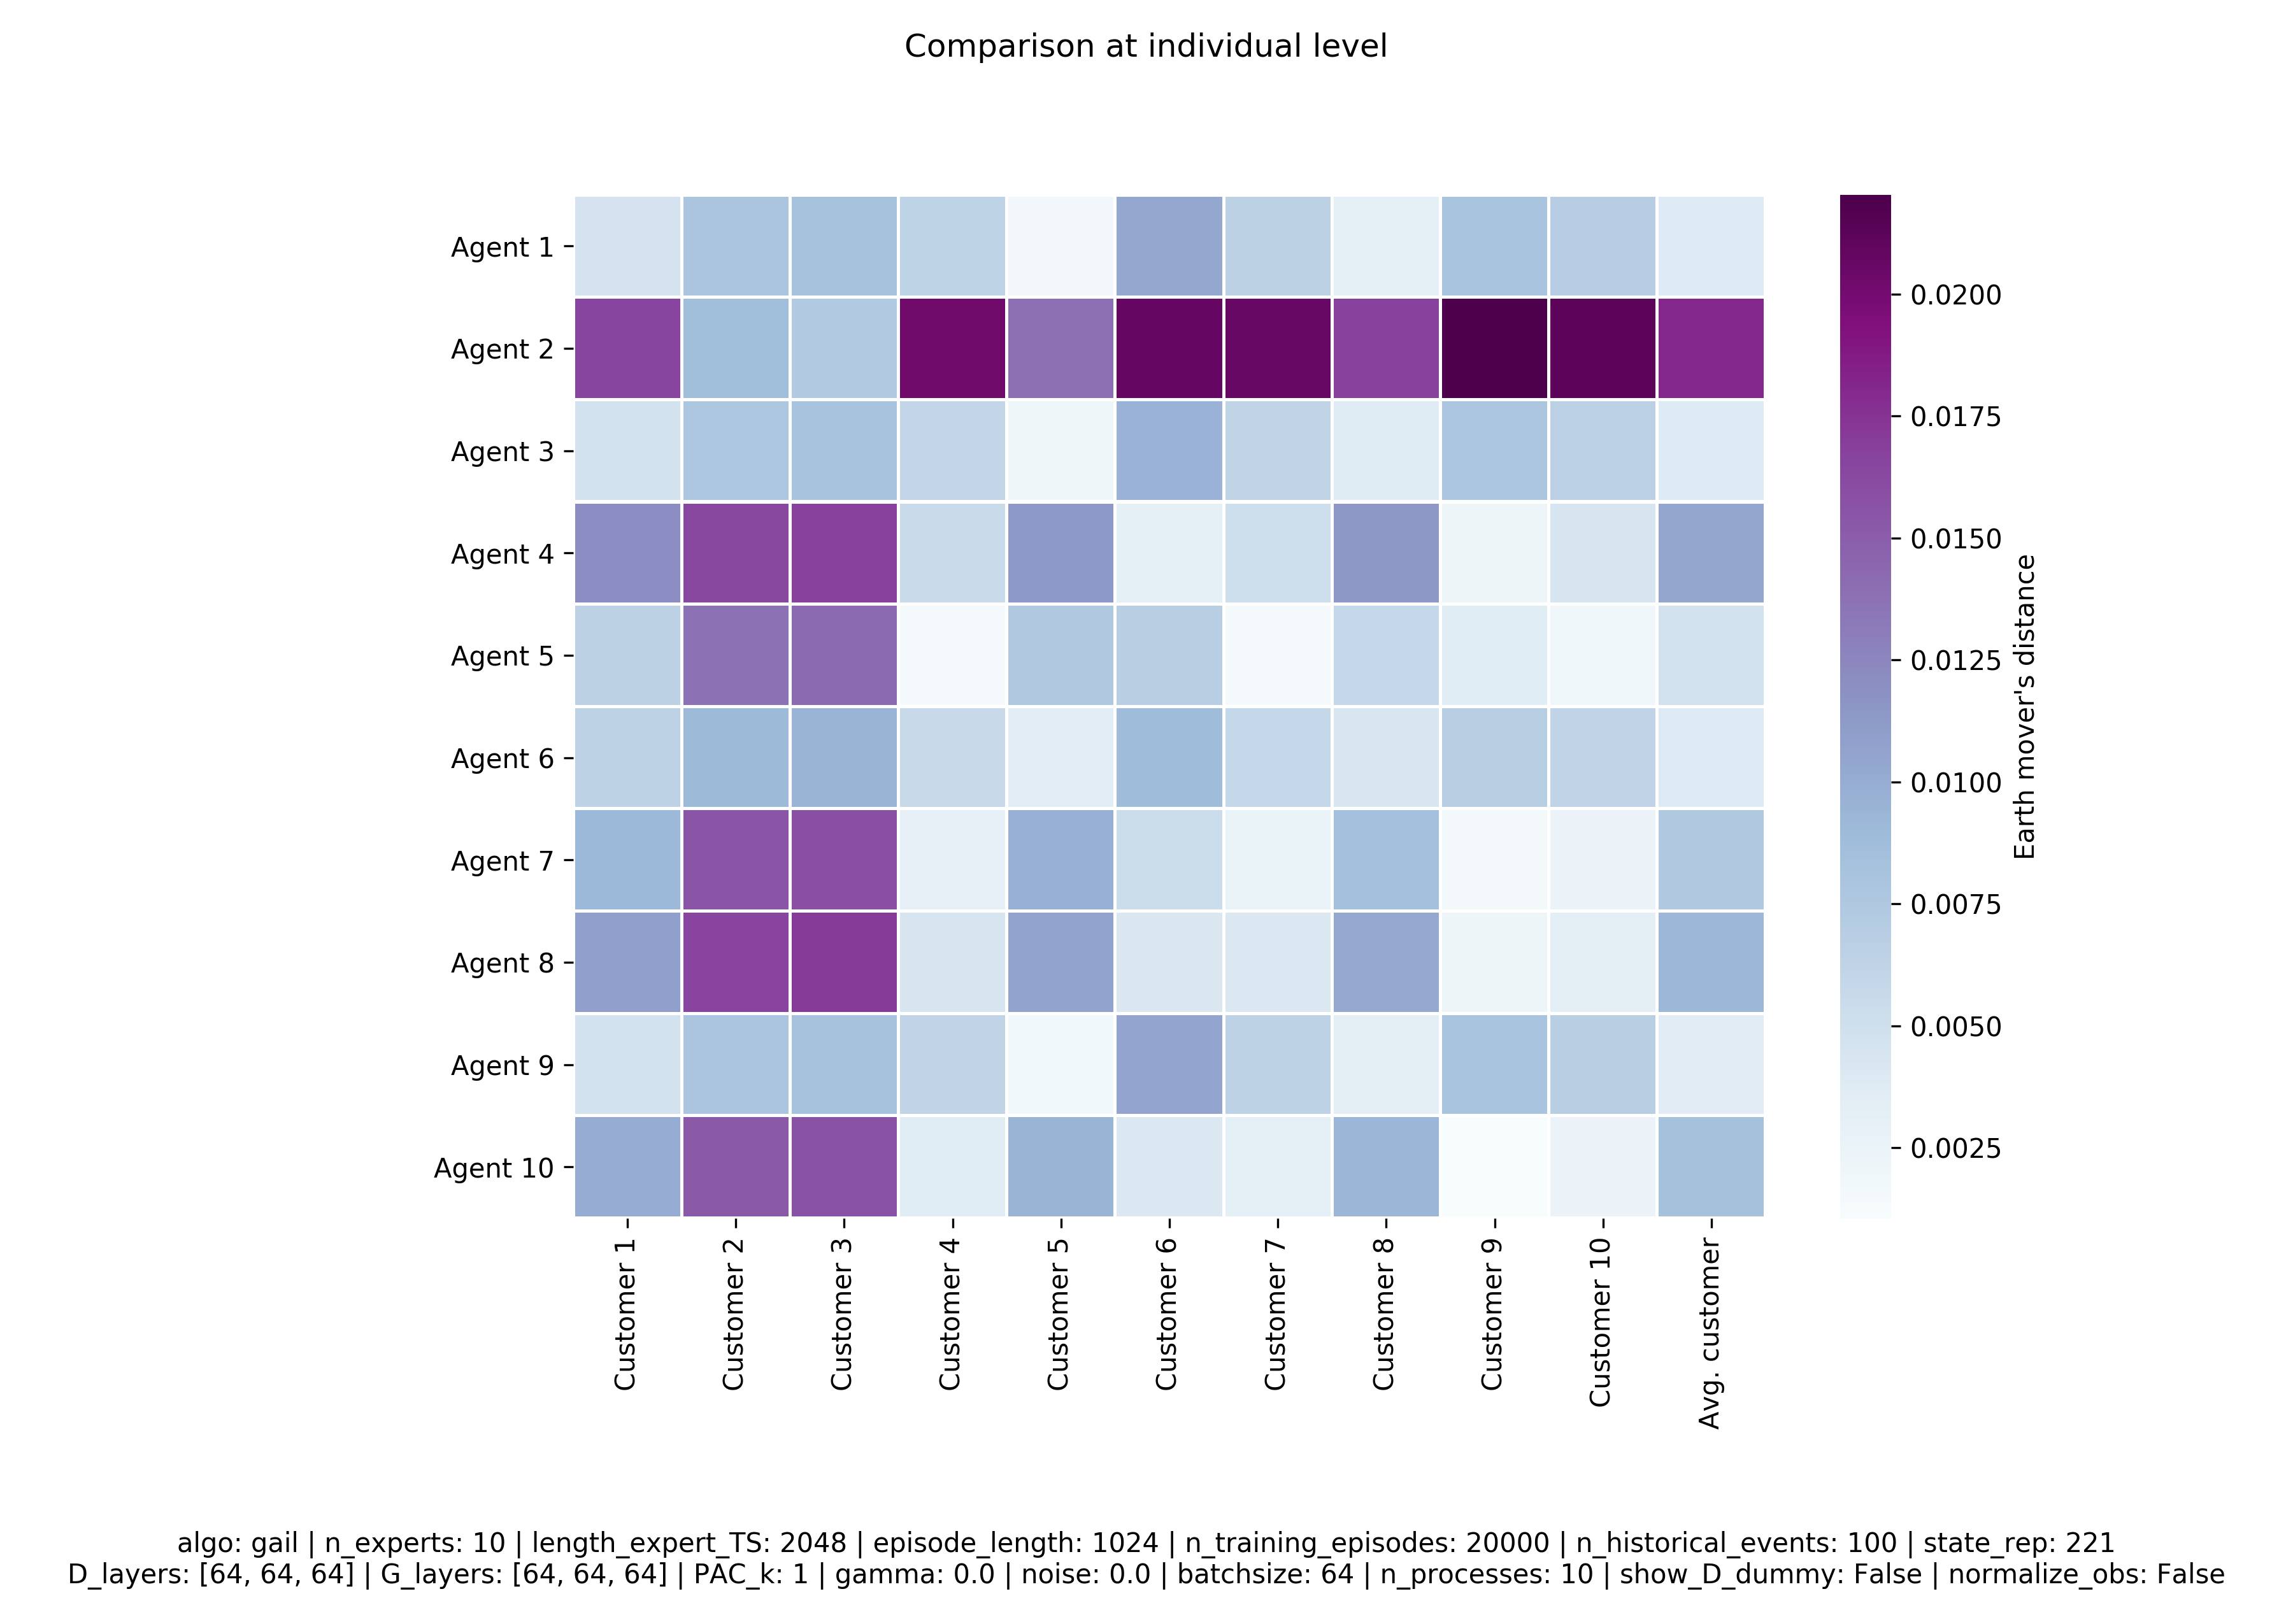 Comparison at individual level
Agent 1
Agent 2
Agent 3
Agent 4
Agent 5
Agent 6
Agent 7
Agent 8
Agent 9
Agent 10
Customer 1
Customer 2
Customer 3
Customer 4
Customer 5
Customer 6
Customer 7
Customer 8
Customer 9
Customer 10
Avg. customer
0.0200
0.0175
0.0150
0.0125
0.0100
0.0075
0.0050
0.0025
Earth mover's distance
algo: gail | n_experts: 10 | length_expert_TS: 2048 | episode_length: 1024 | n_training_episodes: 20000 | n_historical_events: 100 | state_rep: 221
D_layers: [64, 64, 64] | G_layers: [64, 64, 64] | PAC_k: 1 | gamma: 0.0 | noise: 0.0 | batchsize: 64 | n_processes: 10 | show_D_dummy: False | normalize_obs: False